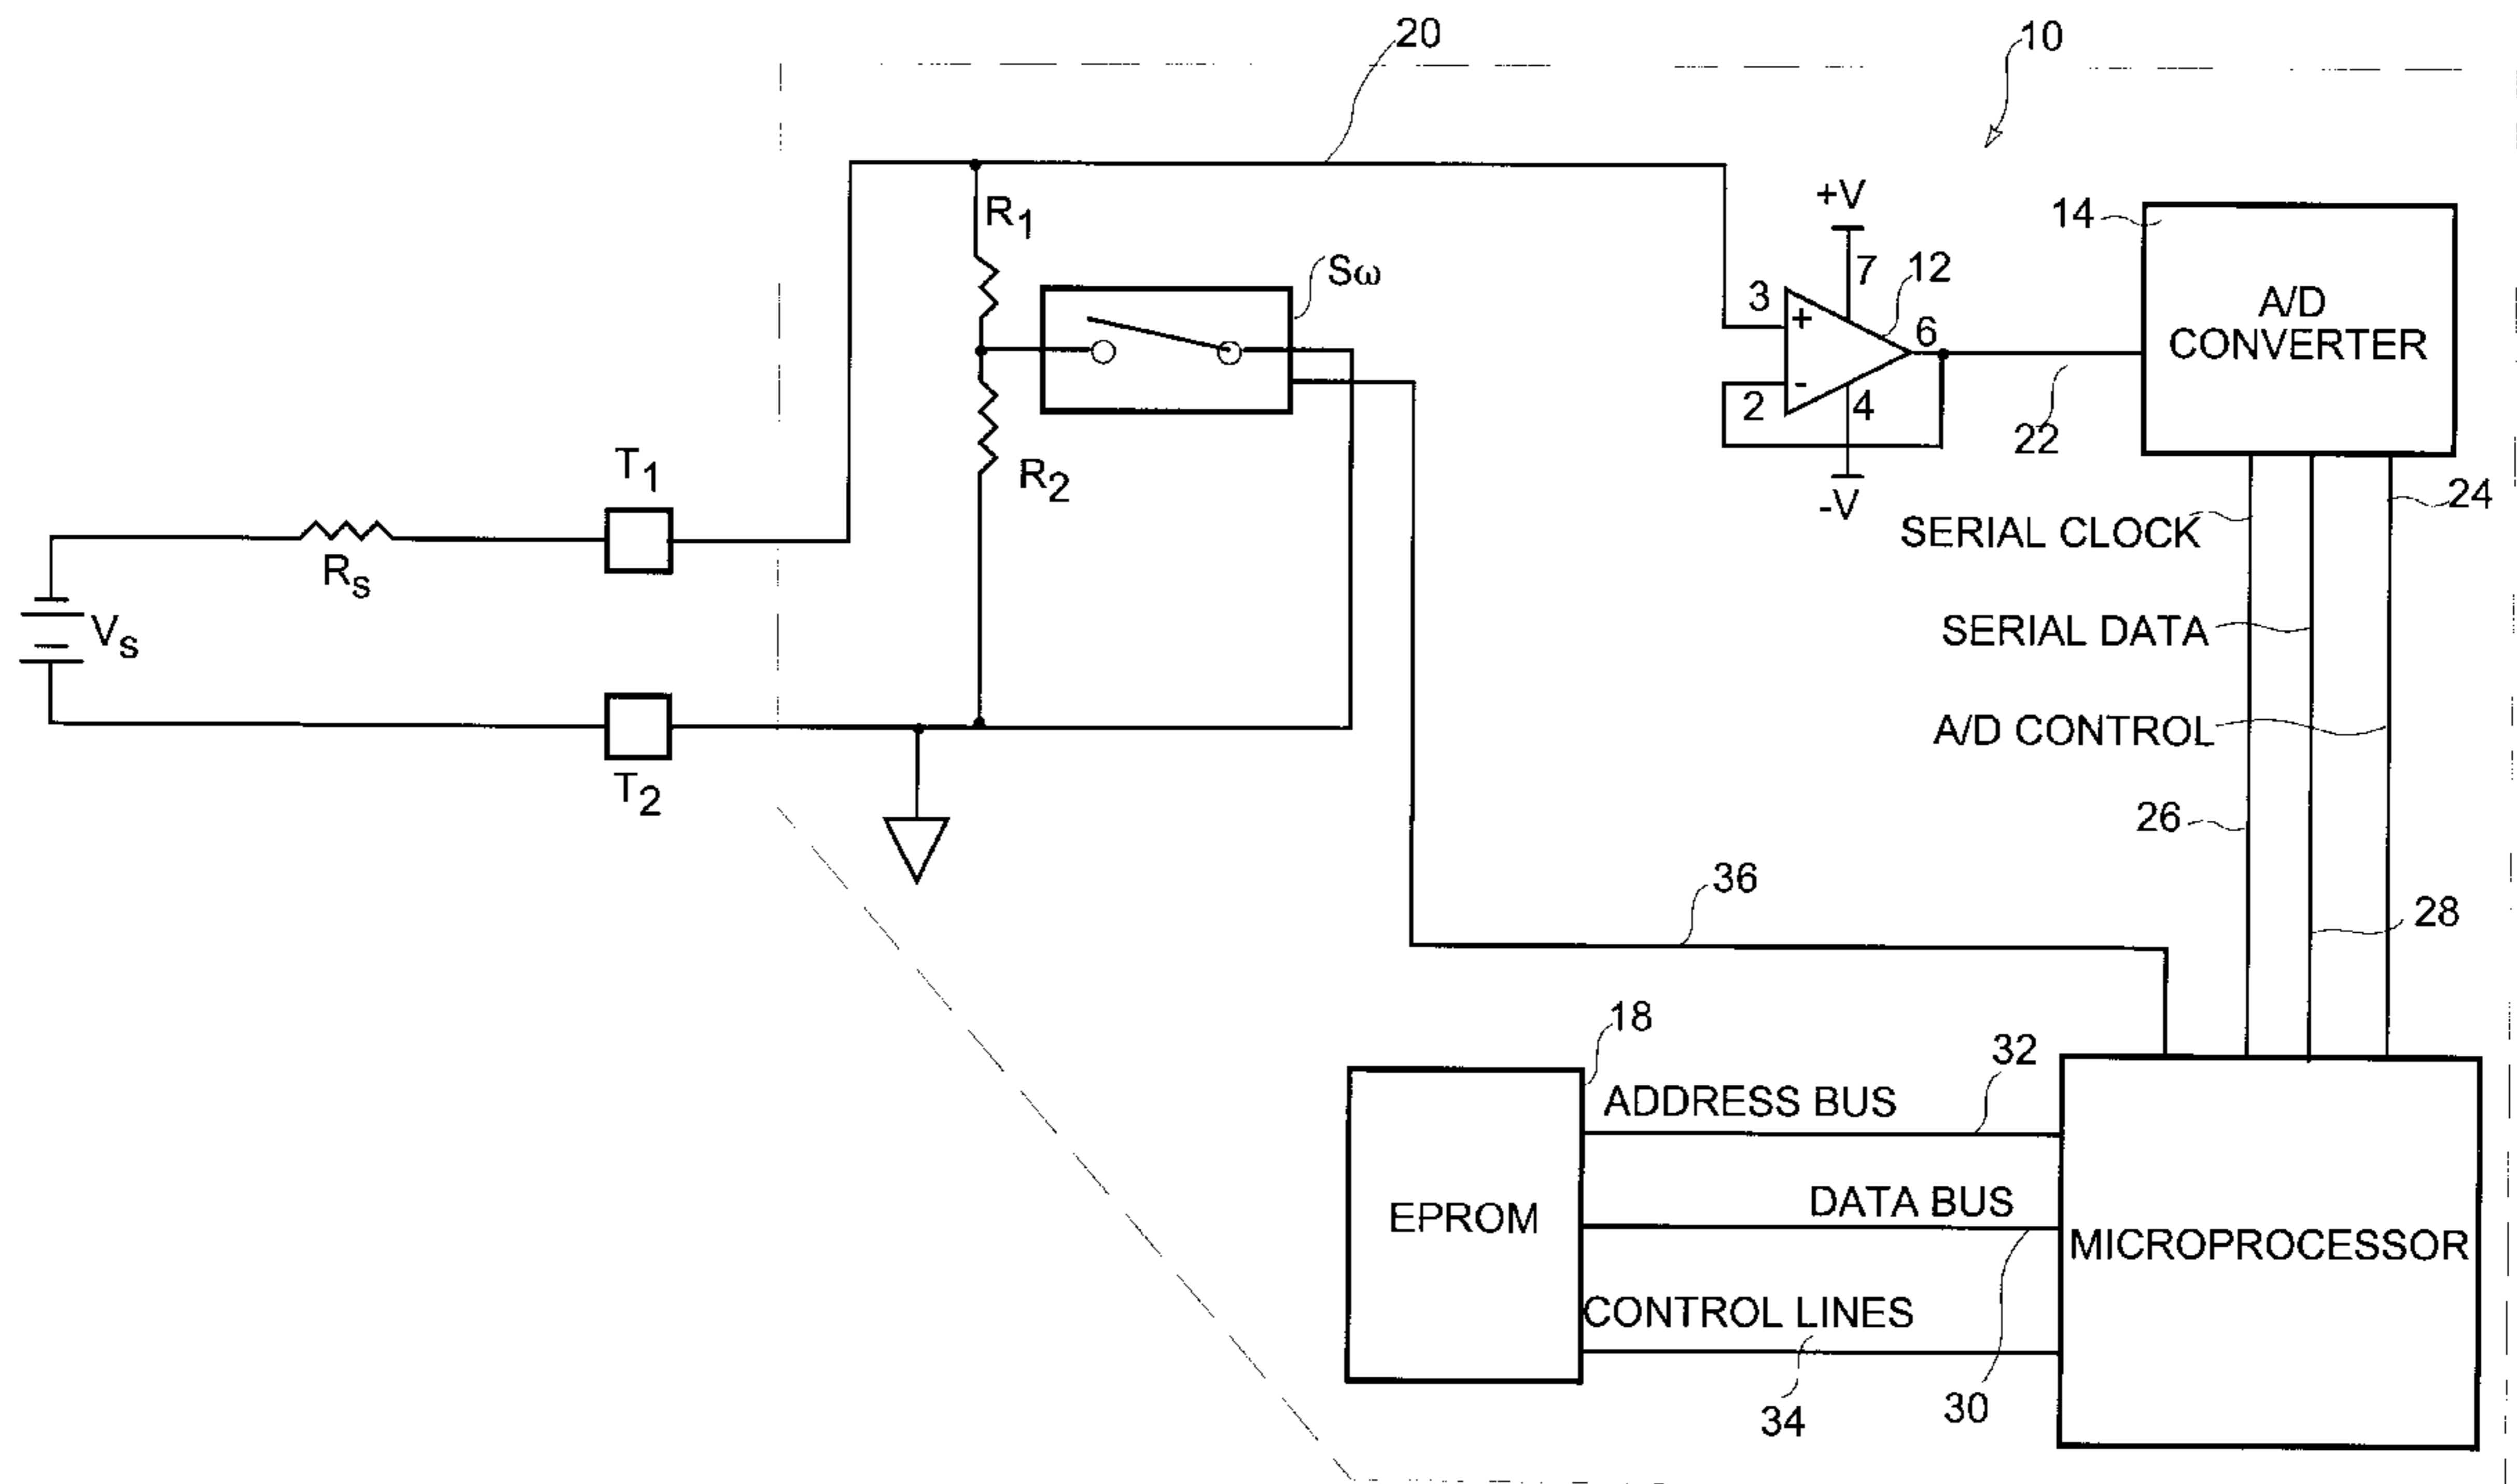 20
10
+V
14
R1
7
12
Sω
3
+
6
A/D
CONVERTER
2
-
4
22
T1
R2
-V
24
SERIAL CLOCK
RS
VS
SERIAL DATA
A/D CONTROL
T2
26
36
28
18
32
ADDRESS BUS
DATA BUS
EPROM
MICROPROCESSOR
CONTROL LINES
34
30